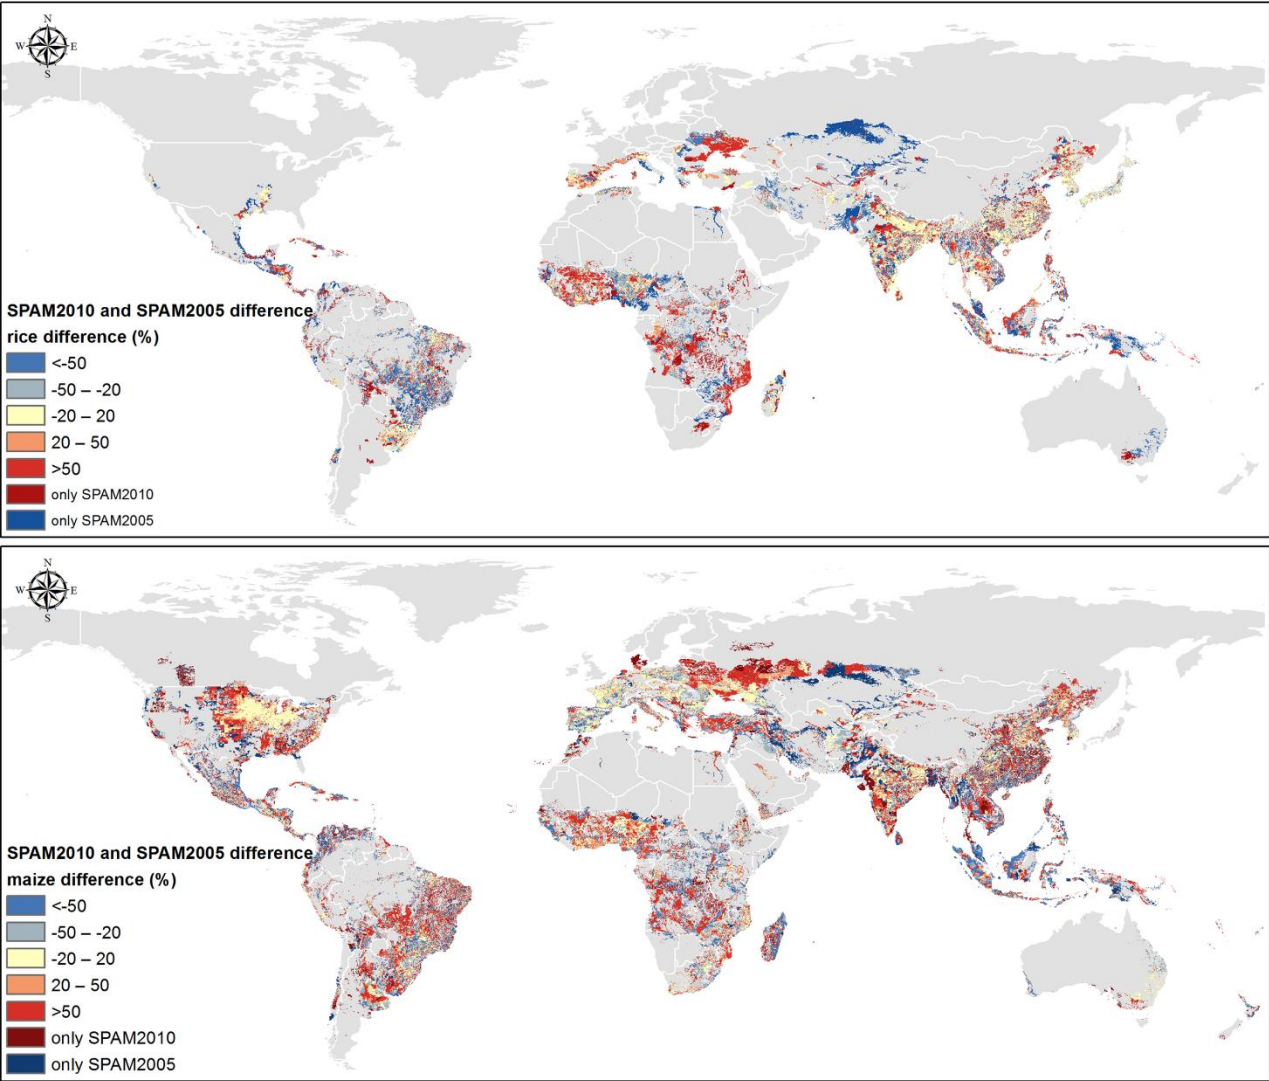 N
W E
S
SPAM2010 and SPAM2005 difference
rice difference (%)
<-50
-50 – -20
-20 – 20
20 – 50
>50
only SPAM2010
only SPAM2005
N
W E
S
SPAM2010 and SPAM2005 difference
maize difference (%)
<-50
-50 – -20
-20 – 20
20 – 50
>50
only SPAM2010
only SPAM2005